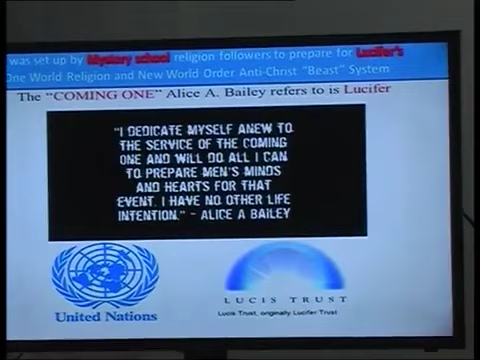 was set up by Mystery school religion followers to prepare for Lucifer's
One World Religion and New World Order Anti-Christ "Beast" System
The "COMING ONE" Alice A. Bailey refers to is Lucifer
"I DEDICATE MYSELF ANEW TO
THE SERVICE OF THE COMING
ONE AND WILL DO ALL I CAN
TO PREPARE MEN'S MINDS
AND HEARTS FOR THAT
EVENT. I HAVE NO OTHER LIFE
INTENTION." - ALICE A BAILEY
United Nations
LUCIS TRUST
Lucis Trust, originally Lucifer Trust